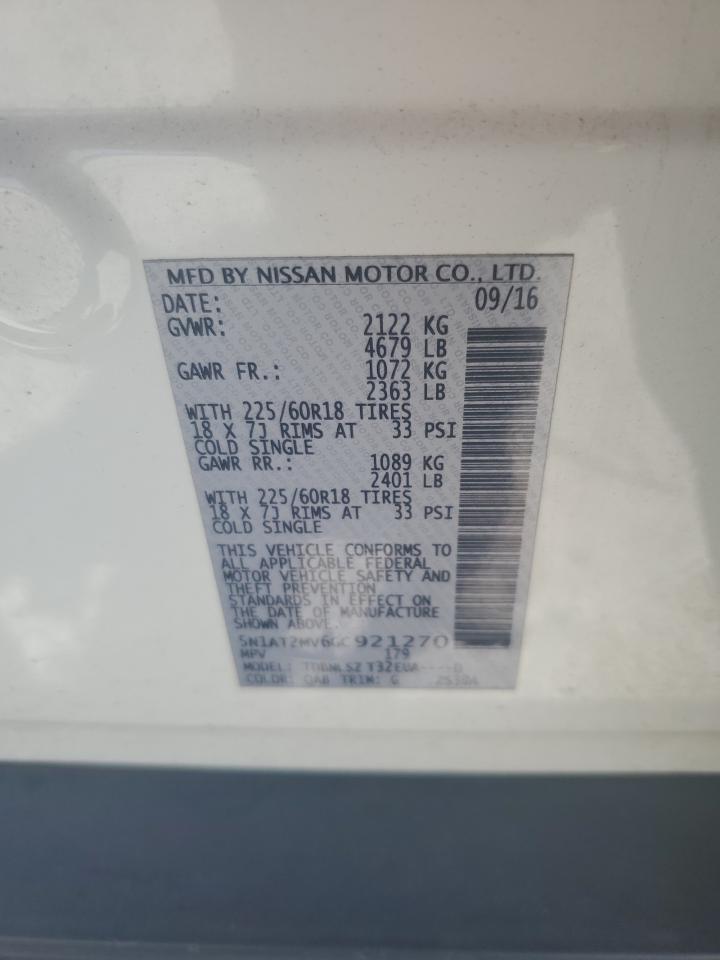 MFD BY NISSAN MOTOR CO., LTD.
DATE: 09/16
GVWR: 2122 KG
4679 LB
GAWR FR.: 1072 KG
2363 LB
WITH 225/60R18 TIRES
18 X 7J RIMS AT 33 PSI
COLD SINGLE
GAWR RR.: 1089 KG
2401 LB
WITH 225/60R18 TIRES
18 X 7J RIMS AT 33 PSI
COLD SINGLE
THIS VEHICLE CONFORMS TO
ALL APPLICABLE FEDERAL
MOTOR VEHICLE SAFETY AND
THEFT PREVENTION
STANDARDS IN EFFECT ON
THE DATE OF MANUFACTURE
SHOWN ABOVE.
5N1AT2MV6GC921270
MPV 179
MODEL:
COLOR: QAB TRIM: G